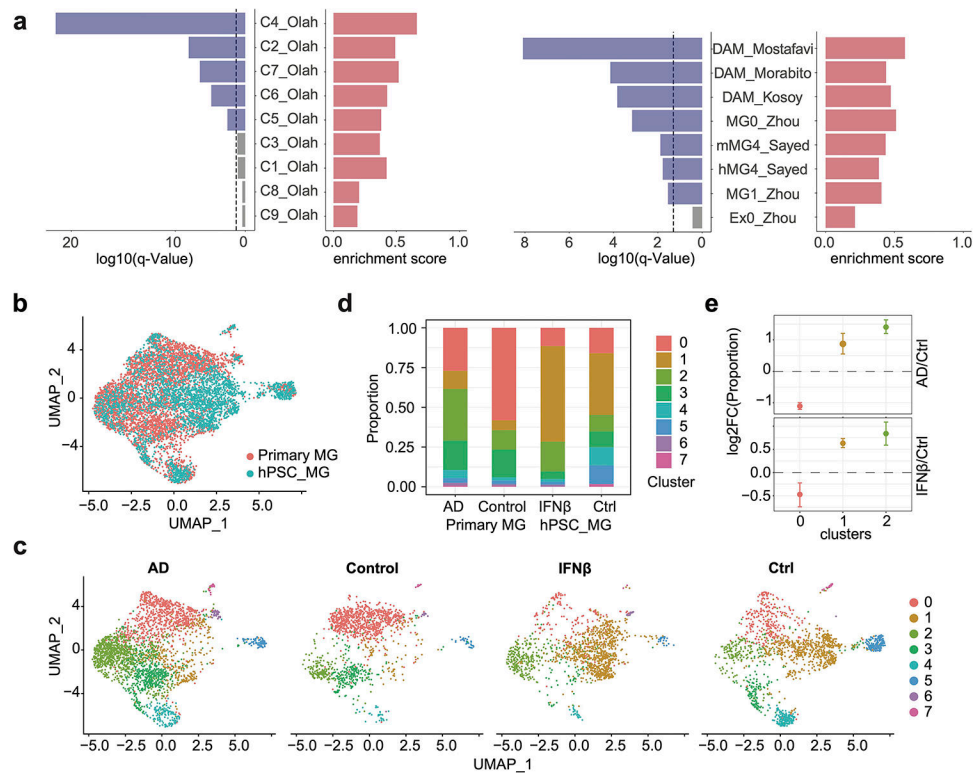 a
C4_Olah
C2_Olah
C7_Olah
C6_Olah
C5_Olah
C3_Olah
C1_Olah
C8_Olah
C9_Olah
20 10 0
log10(q-Value)
0.0 0.5 1.0
enrichment score
DAM_Mostafavi
DAM_Morabito
DAM_Kosoy
MG0_Zhou
mMG4_Sayed
hMG4_Sayed
MG1_Zhou
Ex0_Zhou
8 6 4 2 0
log10(q-Value)
0.0 0.5 1.0
enrichment score
b
UMAP_2
4
0
−4
Primary MG
hPSC_MG
−5.0 −2.5 0.0 2.5 5.0
UMAP_1
d
Proportion
1.00
0.75
0.50
0.25
0.00
AD Control IFNβ Ctrl
Primary MG hPSC_MG
0
1
2
3
4
5
6
7
Cluster
e
log2FC(Proportion)
1
0
−1
AD/Ctrl
0.5
0.0
−0.5
IFNβ/Ctrl
0 1 2
clusters
c
AD Control IFNβ Ctrl
UMAP_2
4
0
−4
−5.0 −2.5 0.0 2.5 5.0
−5.0 −2.5 0.0 2.5 5.0
−5.0 −2.5 0.0 2.5 5.0
−5.0 −2.5 0.0 2.5 5.0
UMAP_1
0
1
2
3
4
5
6
7